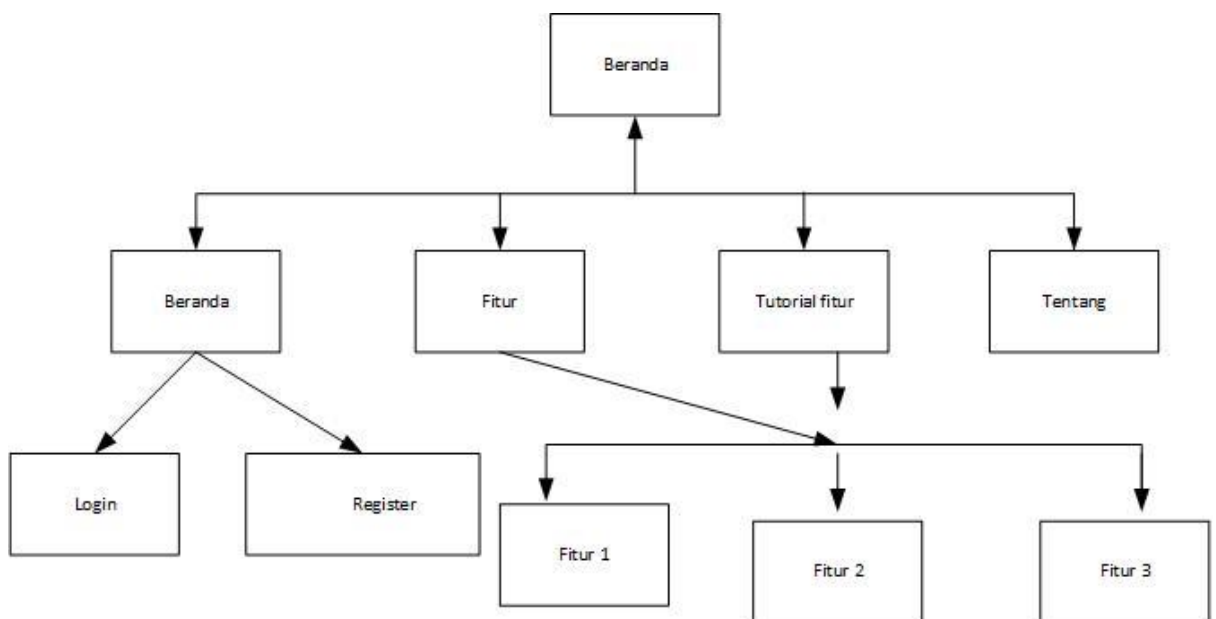 Beranda
Beranda
Fitur
Tutorial fitur
Tentang
Login
Register
Fitur 1
Fitur 2
Fitur 3